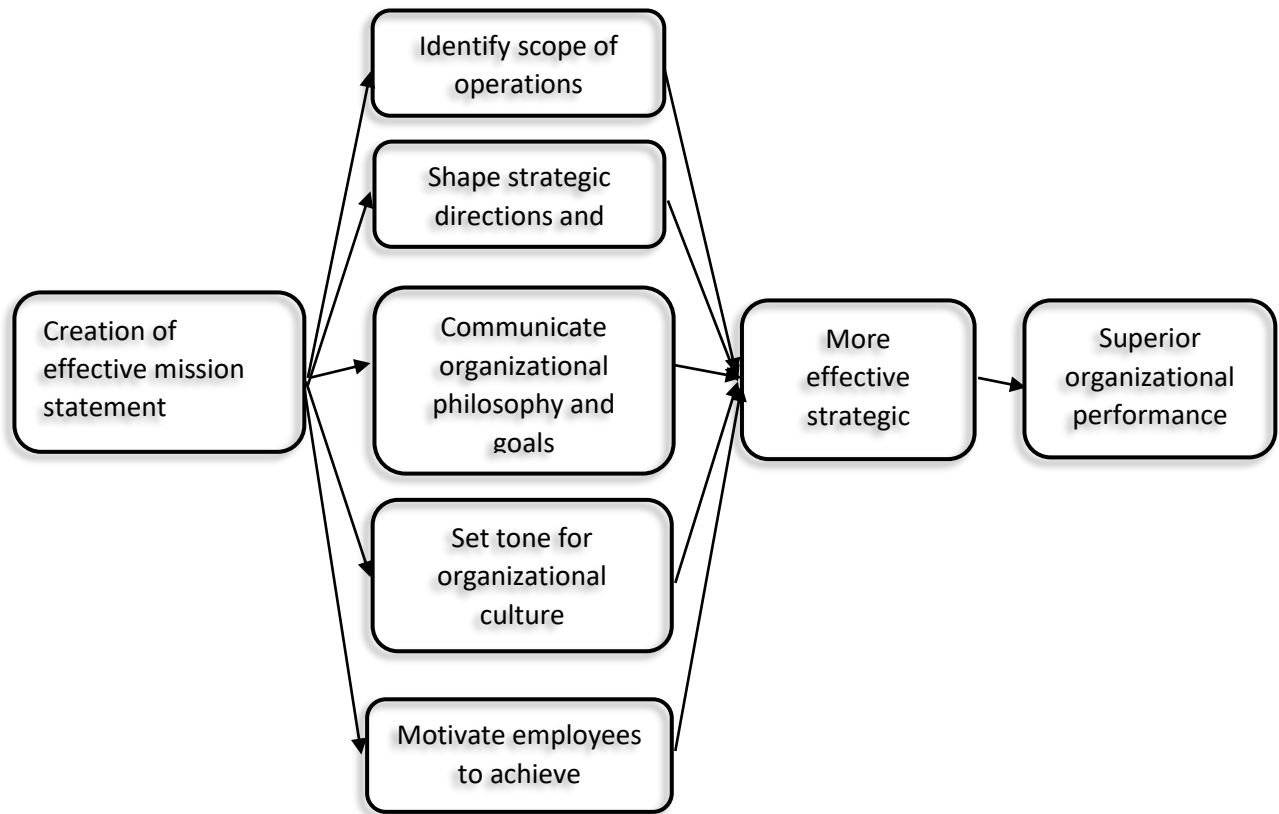 Creation of
effective mission
statement
Identify scope of
operations
Shape strategic
directions and
Communicate
organizational
philosophy and
goals
Set tone for
organizational
culture
Motivate employees
to achieve
More
effective
strategic
Superior
organizational
performance